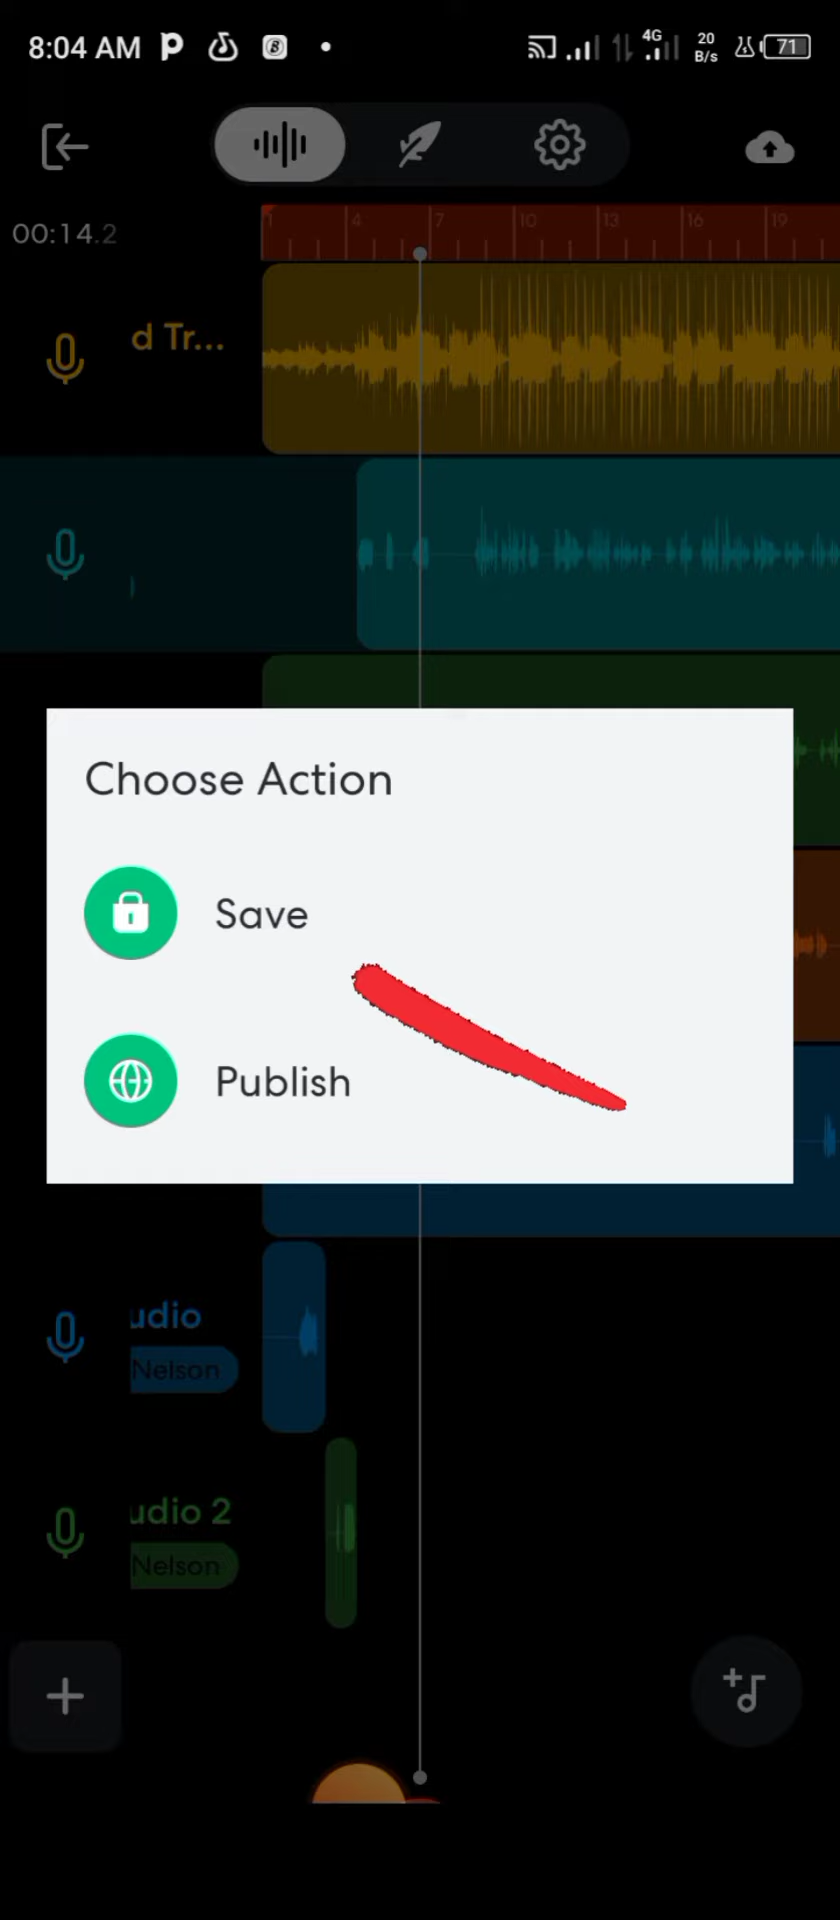 8:04 AM
4G
20
B/s
71
00:14.2
1 4 7 10 13 16 19
d Tr...
Choose Action
Save
Publish
udio
Nelson
udio 2
Nelson